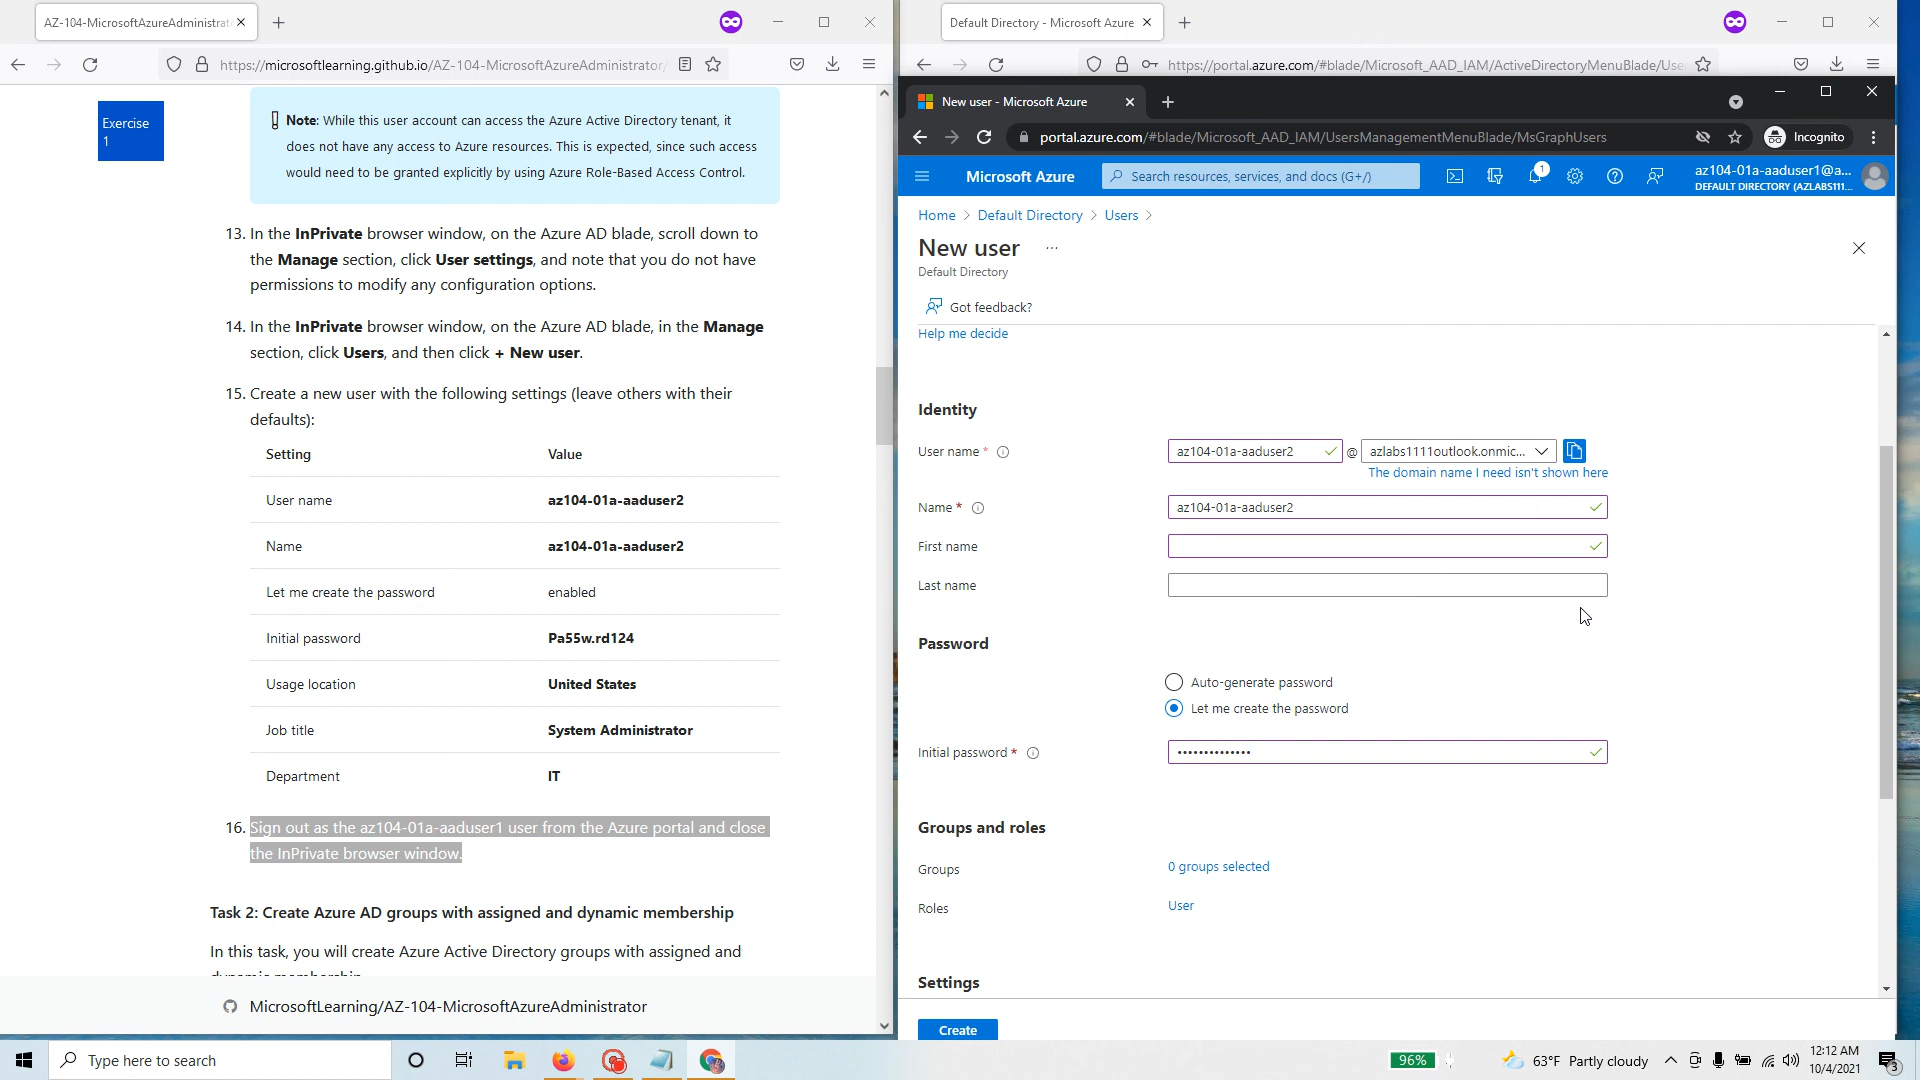 AZ-104-MicrosoftAzureAdministrat
https://microsoftlearning.github.io/AZ-104-MicrosoftAzureAdministrator/
Exercise
1
Note: While this user account can access the Azure Active Directory tenant, it
does not have any access to Azure resources. This is expected, since such access
would need to be granted explicitly by using Azure Role-Based Access Control.
13. In the InPrivate browser window, on the Azure AD blade, scroll down to
the Manage section, click User settings, and note that you do not have
permissions to modify any configuration options.
14. In the InPrivate browser window, on the Azure AD blade, in the Manage
section, click Users, and then click + New user.
15. Create a new user with the following settings (leave others with their
defaults):
Setting Value
User name az104-01a-aaduser2
Name az104-01a-aaduser2
Let me create the password enabled
Initial password Pa55w.rd124
Usage location United States
Job title System Administrator
Department IT
16. Sign out as the az104-01a-aaduser1 user from the Azure portal and close
the InPrivate browser window.
Task 2: Create Azure AD groups with assigned and dynamic membership
In this task, you will create Azure Active Directory groups with assigned and
dynamic membership.
MicrosoftLearning/AZ-104-MicrosoftAzureAdministrator
Default Directory - Microsoft Azure
https://portal.azure.com/#blade/Microsoft_AAD_IAM/ActiveDirectoryMenuBlade/Use
New user - Microsoft Azure
portal.azure.com/#blade/Microsoft_AAD_IAM/UsersManagementMenuBlade/MsGraphUsers
Incognito
Microsoft Azure
Search resources, services, and docs (G+/)
1
az104-01a-aaduser1@a...
DEFAULT DIRECTORY (AZLABS111...
Home > Default Directory > Users >
New user ...
Default Directory
Got feedback?
Help me decide
Identity
User name * az104-01a-aaduser2 @ azlabs1111outlook.onmic...
The domain name I need isn't shown here
Name * az104-01a-aaduser2
First name
Last name
Password
Auto-generate password
Let me create the password
Initial password * ••••••••••••••
Groups and roles
Groups 0 groups selected
Roles User
Settings
Create
Type here to search
96%
63°F Partly cloudy
12:12 AM
10/4/2021
3